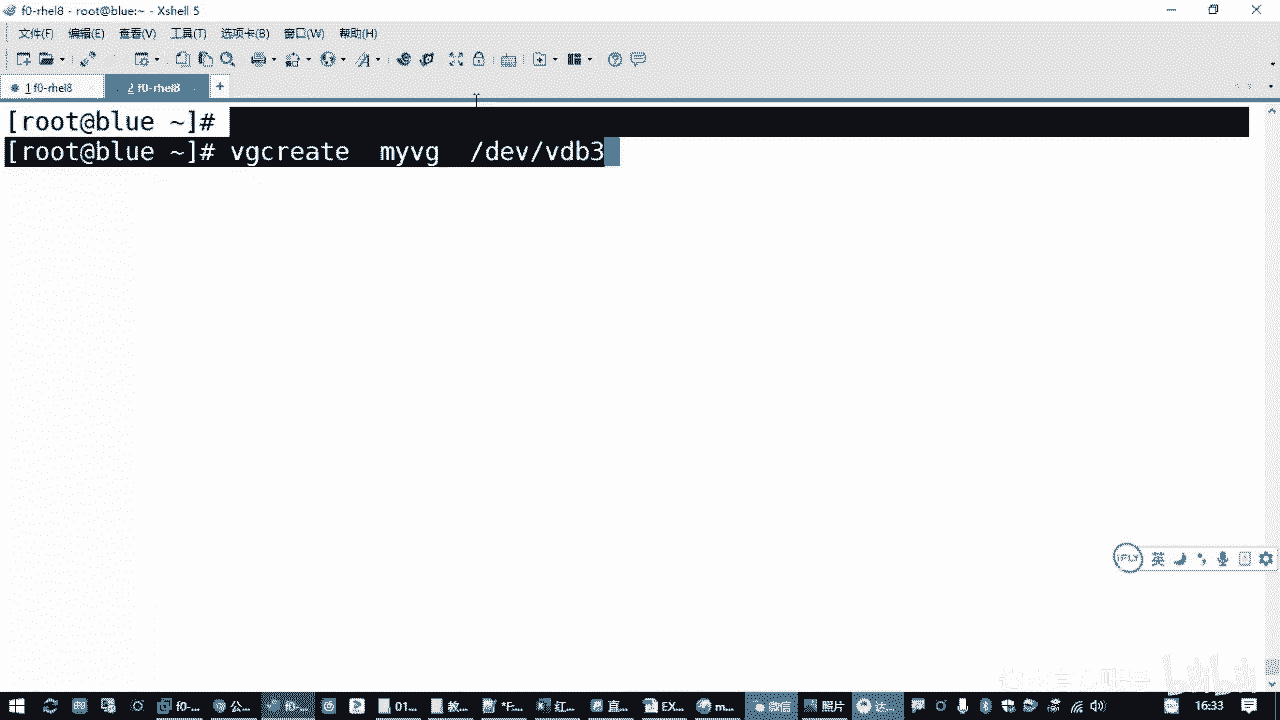 f0-rhel8 - root@blue:~ - Xshell 5
文件(F) 编辑(E) 查看(V) 工具(T) 选项卡(B) 窗口(W) 帮助(H)
1 f0-rhel8 2 f0-rhel8 +
[root@blue ~]#
[root@blue ~]# vgcreate myvg /dev/vdb3
iFLY 英
f0-... 公... 01... 教... 红... 直... EX... m... 微信 照片 达... 16:33